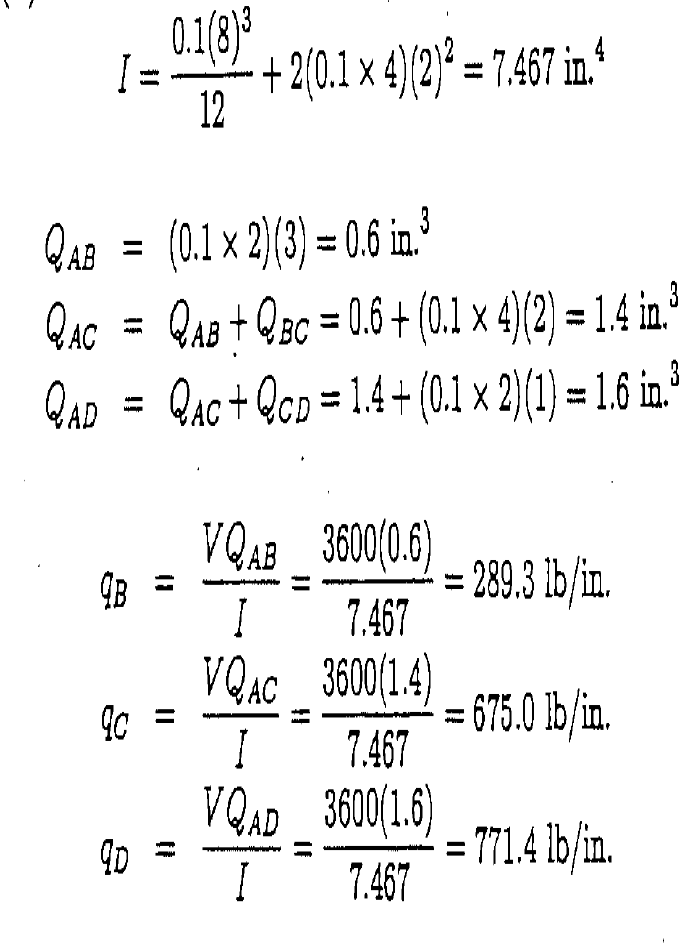 I = 0.1(8)³/12 + 2(0.1 × 4)(2)² = 7.467 in.⁴
Q_AB = (0.1 × 2)(3) = 0.6 in.³
Q_AC = Q_AB + Q_BC = 0.6 + (0.1 × 4)(2) = 1.4 in.³
Q_AD = Q_AC + Q_CD = 1.4 + (0.1 × 2)(1) = 1.6 in.³
q_B = VQ_AB/I = 3600(0.6)/7.467 = 289.3 lb/in.
q_C = VQ_AC/I = 3600(1.4)/7.467 = 675.0 lb/in.
q_D = VQ_AD/I = 3600(1.6)/7.467 = 771.4 lb/in.